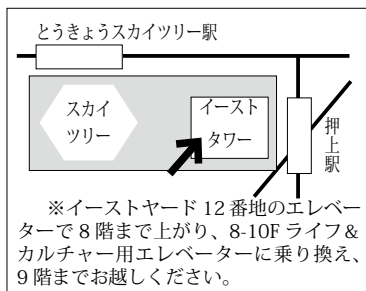 とうきょうスカイツリー駅
スカイ
ツリー
イースト
タワー
押上駅
※イーストヤード 12 番地のエレベー
ターで 8 階まで上がり、8-10F ライフ＆
カルチャー用エレベーターに乗り換え、
9 階までお越しください。